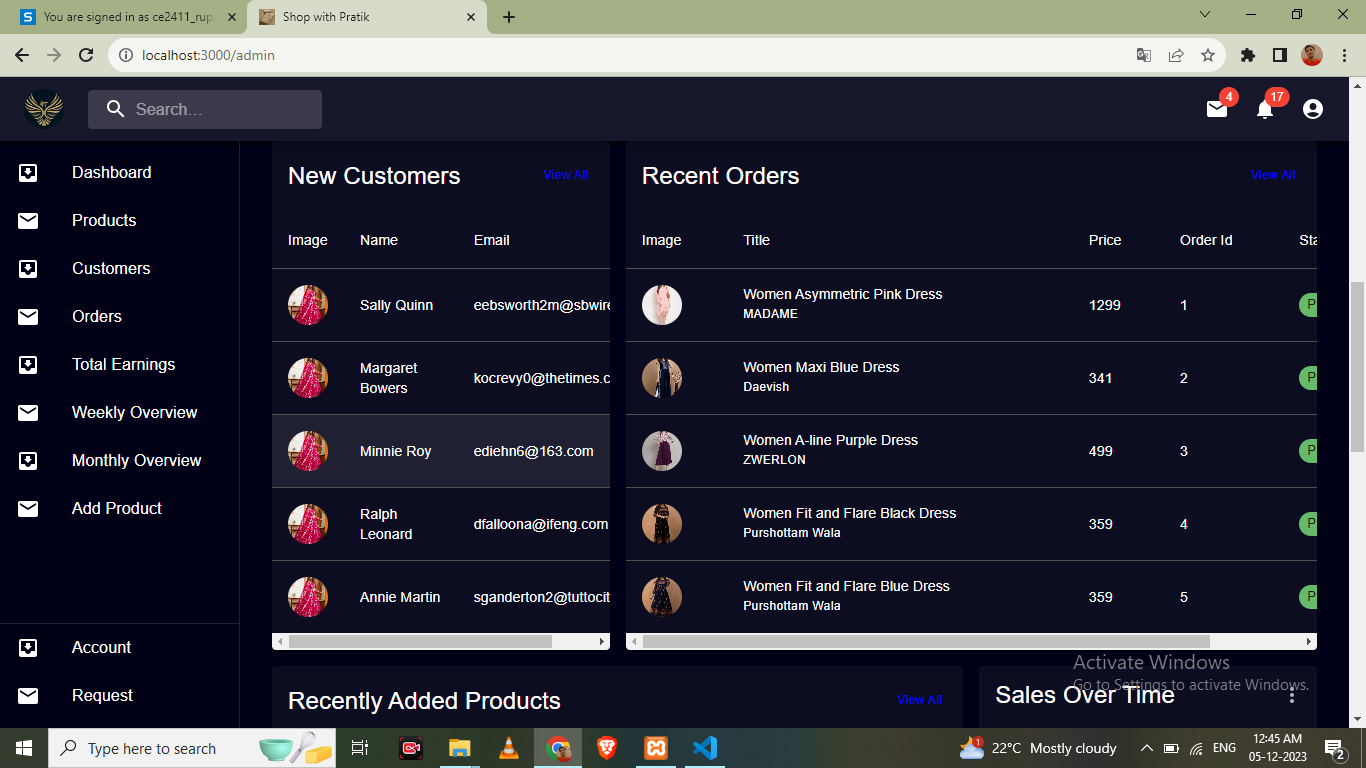 You are signed in as ce2411_rup
Shop with Pratik
localhost:3000/admin
Search...
4
17
Dashboard
Products
Customers
Orders
Total Earnings
Weekly Overview
Monthly Overview
Add Product
Account
Request
New Customers
View All
Image Name Email
Sally Quinn eebsworth2m@sbwire
Margaret
Bowers
kocrevy0@thetimes.c
Minnie Roy ediehn6@163.com
Ralph
Leonard
dfalloona@ifeng.com
Annie Martin sganderton2@tuttocit
Recent Orders
View All
Image Title Price Order Id Sta
Women Asymmetric Pink Dress
MADAME
1299 1 P
Women Maxi Blue Dress
Daevish
341 2 P
Women A-line Purple Dress
ZWERLON
499 3 P
Women Fit and Flare Black Dress
Purshottam Wala
359 4 P
Women Fit and Flare Blue Dress
Purshottam Wala
359 5 P
Recently Added Products
View All
Sales Over Time
Activate Windows
Go to Settings to activate Windows.
Type here to search
22°C Mostly cloudy
ENG
12:45 AM
05-12-2023
2